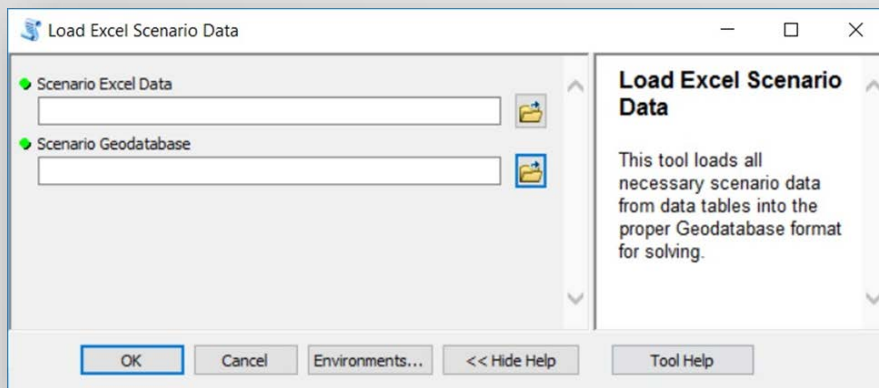 Load Excel Scenario Data
Scenario Excel Data
Scenario Geodatabase
Load Excel Scenario
Data
This tool loads all
necessary scenario data
from data tables into the
proper Geodatabase format
for solving.
OK
Cancel
Environments...
<< Hide Help
Tool Help